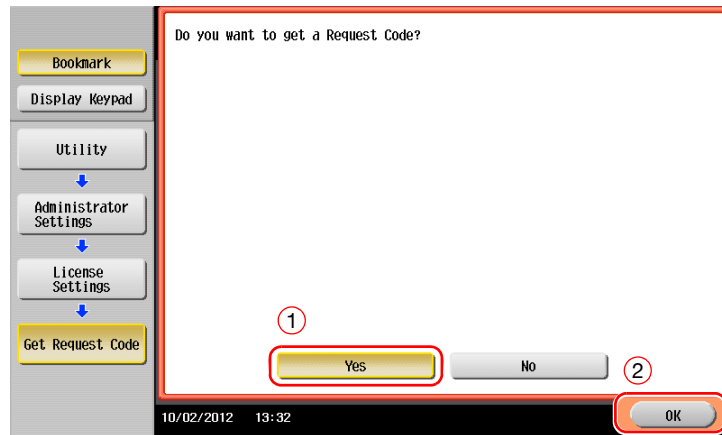 Do you want to get a Request Code?
Bookmark
Display Keypad
Utility
Administrator
Settings
License
Settings
Get Request Code
1
Yes
No
2
10/02/2012 13:32
OK